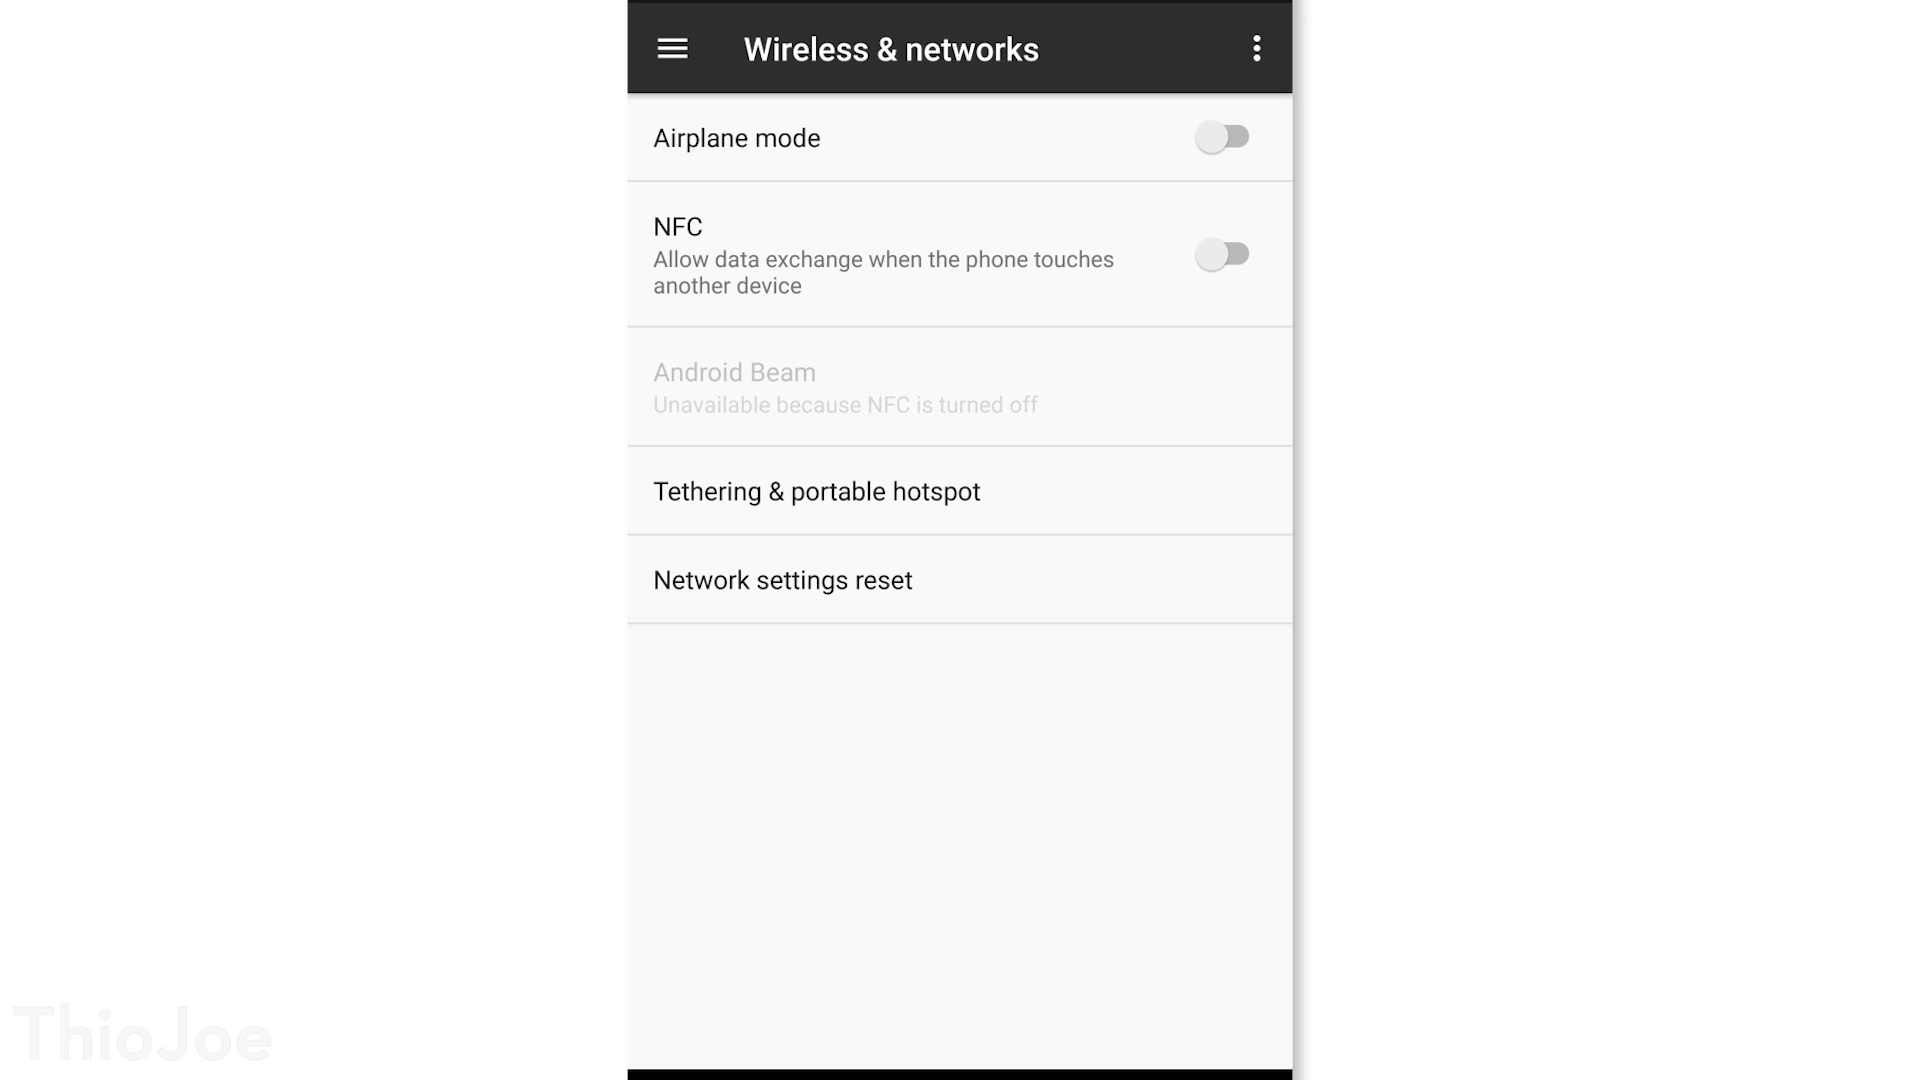 Wireless & networks
Airplane mode
NFC
Allow data exchange when the phone touches
another device
Android Beam
Unavailable because NFC is turned off
Tethering & portable hotspot
Network settings reset
ThioJoe